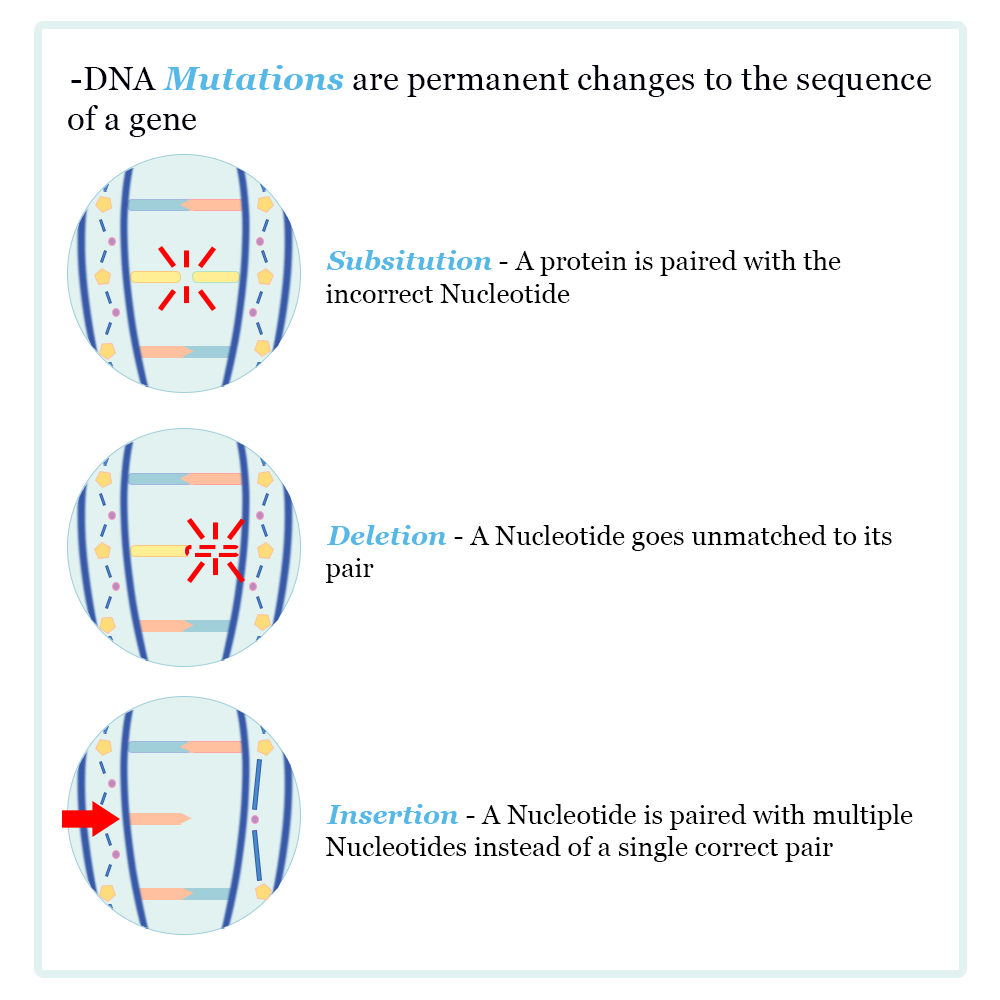 -DNA Mutations are permanent changes to the sequence
of a gene
Subsitution - A protein is paired with the
incorrect Nucleotide
Deletion - A Nucleotide goes unmatched to its
pair
Insertion - A Nucleotide is paired with multiple
Nucleotides instead of a single correct pair